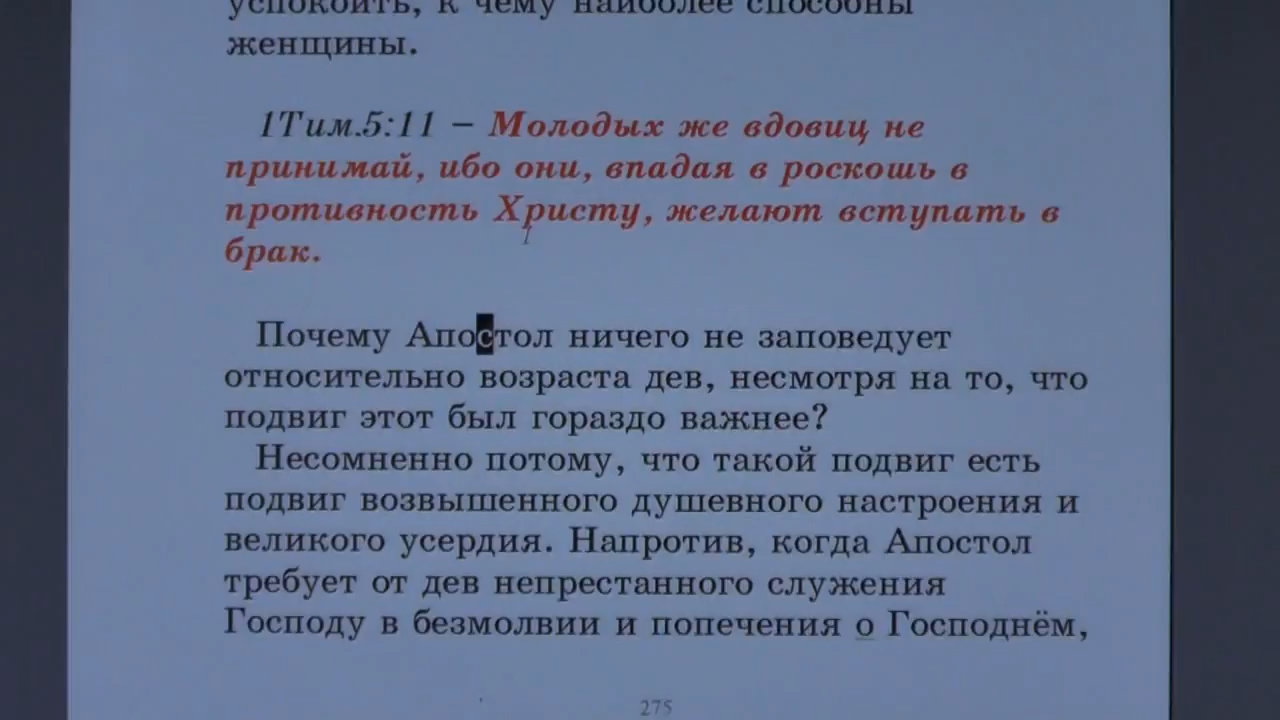 успокоить, к чему наиболее способны
женщины.
1Тим.5:11 – Молодых же вдовиц не
принимай, ибо они, впадая в роскошь в
противность Христу, желают вступать в
брак.
Почему Апостол ничего не заповедует
относительно возраста дев, несмотря на то, что
подвиг этот был гораздо важнее?
Несомненно потому, что такой подвиг есть
подвиг возвышенного душевного настроения и
великого усердия. Напротив, когда Апостол
требует от дев непрестанного служения
Господу в безмолвии и попечения о Господнём,
275